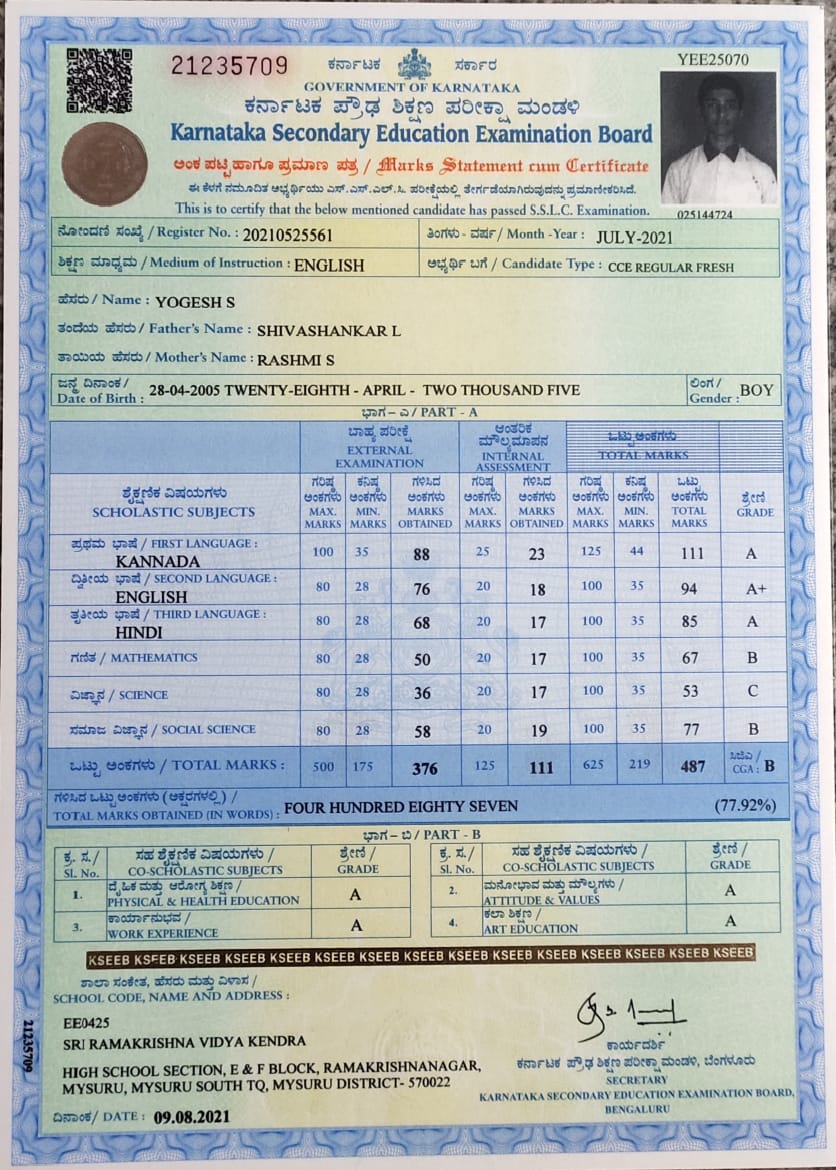 21235709
ಕರ್ನಾಟಕ ಸರ್ಕಾರ
YEE25070
GOVERNMENT OF KARNATAKA
ಕರ್ನಾಟಕ ಪ್ರೌಢ ಶಿಕ್ಷಣ ಪರೀಕ್ಷಾ ಮಂಡಳಿ
Karnataka Secondary Education Examination Board
ಅಂಕ ಪಟ್ಟಿ ಹಾಗೂ ಪ್ರಮಾಣ ಪತ್ರ / Marks Statement cum Certificate
ಈ ಕೆಳಗೆ ನಮೂದಿತ ಅಭ್ಯರ್ಥಿಯು ಎಸ್.ಎಸ್.ಎಲ್.ಸಿ. ಪರೀಕ್ಷೆಯಲ್ಲಿ ತೇರ್ಗಡೆಯಾಗಿರುವುದನ್ನು ಪ್ರಮಾಣೀಕರಿಸಿದೆ.
This is to certify that the below mentioned candidate has passed S.S.L.C. Examination.
025144724
ನೋಂದಣಿ ಸಂಖ್ಯೆ / Register No. : 20210525561 ತಿಂಗಳು - ವರ್ಷ / Month -Year : JULY-2021
ಶಿಕ್ಷಣ ಮಾಧ್ಯಮ / Medium of Instruction : ENGLISH ಅಭ್ಯರ್ಥಿ ಬಗೆ / Candidate Type : CCE REGULAR FRESH
ಹೆಸರು / Name : YOGESH S
ತಂದೆಯ ಹೆಸರು / Father's Name : SHIVASHANKAR L
ತಾಯಿಯ ಹೆಸರು / Mother's Name : RASHMI S
ಜನ್ಮ ದಿನಾಂಕ / Date of Birth : 28-04-2005 TWENTY-EIGHTH - APRIL - TWO THOUSAND FIVE ಲಿಂಗ / Gender : BOY
ಭಾಗ – ಎ / PART - A
ಬಾಹ್ಯ ಪರೀಕ್ಷೆ EXTERNAL EXAMINATION ಆಂತರಿಕ ಮೌಲ್ಯಮಾಪನ INTERNAL ASSESSMENT ಒಟ್ಟು ಅಂಕಗಳು TOTAL MARKS
ಶೈಕ್ಷಣಿಕ ವಿಷಯಗಳು SCHOLASTIC SUBJECTS ಗರಿಷ್ಠ ಅಂಕಗಳು MAX. MARKS ಕನಿಷ್ಠ ಅಂಕಗಳು MIN. MARKS ಗಳಿಸಿದ ಅಂಕಗಳು MARKS OBTAINED ಗರಿಷ್ಠ ಅಂಕಗಳು MAX. MARKS ಗಳಿಸಿದ ಅಂಕಗಳು MARKS OBTAINED ಗರಿಷ್ಠ ಅಂಕಗಳು MAX. MARKS ಕನಿಷ್ಠ ಅಂಕಗಳು MIN. MARKS ಒಟ್ಟು ಅಂಕಗಳು TOTAL MARKS ಶ್ರೇಣಿ GRADE
ಪ್ರಥಮ ಭಾಷೆ / FIRST LANGUAGE :
KANNADA 100 35 88 25 23 125 44 111 A
ದ್ವಿತೀಯ ಭಾಷೆ / SECOND LANGUAGE :
ENGLISH 80 28 76 20 18 100 35 94 A+
ತೃತೀಯ ಭಾಷೆ / THIRD LANGUAGE :
HINDI 80 28 68 20 17 100 35 85 A
ಗಣಿತ / MATHEMATICS 80 28 50 20 17 100 35 67 B
ವಿಜ್ಞಾನ / SCIENCE 80 28 36 20 17 100 35 53 C
ಸಮಾಜ ವಿಜ್ಞಾನ / SOCIAL SCIENCE 80 28 58 20 19 100 35 77 B
ಒಟ್ಟು ಅಂಕಗಳು / TOTAL MARKS : 500 175 376 125 111 625 219 487 ಸಿಜಿಎ / CGA : B
ಗಳಿಸಿದ ಒಟ್ಟು ಅಂಕಗಳು (ಅಕ್ಷರಗಳಲ್ಲಿ) /
TOTAL MARKS OBTAINED (IN WORDS) : FOUR HUNDRED EIGHTY SEVEN (77.92%)
ಭಾಗ – ಬಿ / PART - B
ಕ್ರ. ಸ. / Sl. No. ಸಹ ಶೈಕ್ಷಣಿಕ ವಿಷಯಗಳು / CO-SCHOLASTIC SUBJECTS ಶ್ರೇಣಿ / GRADE ಕ್ರ. ಸ. / Sl. No. ಸಹ ಶೈಕ್ಷಣಿಕ ವಿಷಯಗಳು / CO-SCHOLASTIC SUBJECTS ಶ್ರೇಣಿ / GRADE
1. ದೈಹಿಕ ಮತ್ತು ಆರೋಗ್ಯ ಶಿಕ್ಷಣ / PHYSICAL & HEALTH EDUCATION A 2. ಮನೋಭಾವ ಮತ್ತು ಮೌಲ್ಯಗಳು / ATTITUDE & VALUES A
3. ಕಾರ್ಯಾನುಭವ / WORK EXPERIENCE A 4. ಕಲಾ ಶಿಕ್ಷಣ / ART EDUCATION A
KSEEB KSEEB KSEEB KSEEB KSEEB KSEEB KSEEB KSEEB KSEEB KSEEB KSEEB KSEEB KSEEB KSEEB KSEEB
ಶಾಲಾ ಸಂಕೇತ, ಹೆಸರು ಮತ್ತು ವಿಳಾಸ /
SCHOOL CODE, NAME AND ADDRESS :
EE0425
SRI RAMAKRISHNA VIDYA KENDRA
HIGH SCHOOL SECTION, E & F BLOCK, RAMAKRISHNANAGAR,
MYSURU, MYSURU SOUTH TQ, MYSURU DISTRICT- 570022
ದಿನಾಂಕ / DATE : 09.08.2021
ಕಾರ್ಯದರ್ಶಿ
ಕರ್ನಾಟಕ ಪ್ರೌಢ ಶಿಕ್ಷಣ ಪರೀಕ್ಷಾ ಮಂಡಳಿ, ಬೆಂಗಳೂರು
SECRETARY
KARNATAKA SECONDARY EDUCATION EXAMINATION BOARD,
BENGALURU
21235709